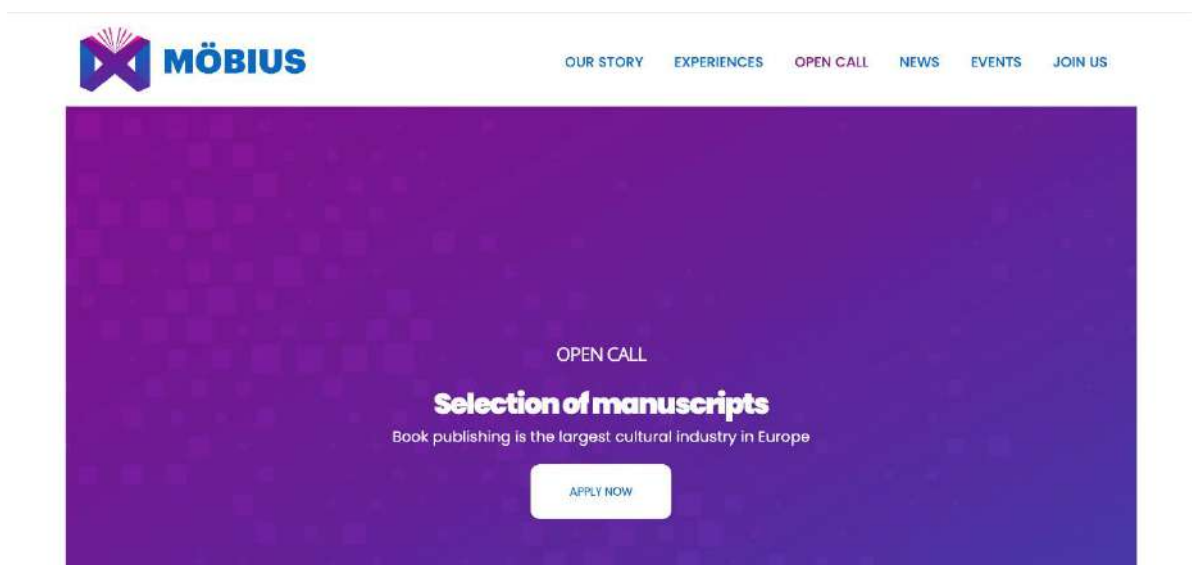 MÖBIUS
OUR STORY EXPERIENCES OPEN CALL NEWS EVENTS JOIN US
OPEN CALL
Selection of manuscripts
Book publishing is the largest cultural industry in Europe
APPLY NOW